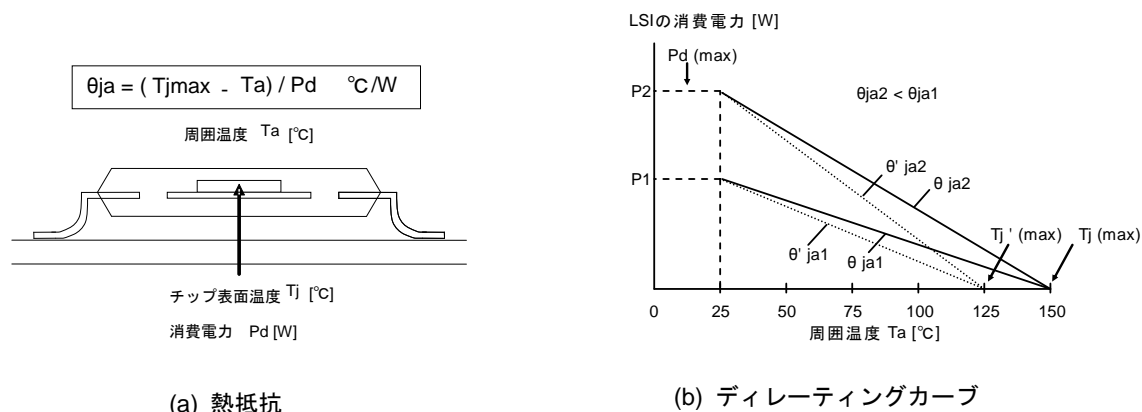 θja = ( Tjmax - Ta) / Pd ℃/W
周囲温度 Ta [℃]
チップ表面温度 Tj [℃]
消費電力 Pd [W]
(a) 熱抵抗
LSIの消費電力 [W]
Pd (max)
P2
θja2 < θja1
P1
θ' ja2
θ ja2
θ' ja1
θ ja1
Tj ' (max)
Tj (max)
0 25 50 75 100 125 150
周囲温度 Ta [℃]
(b) ディレーティングカーブ